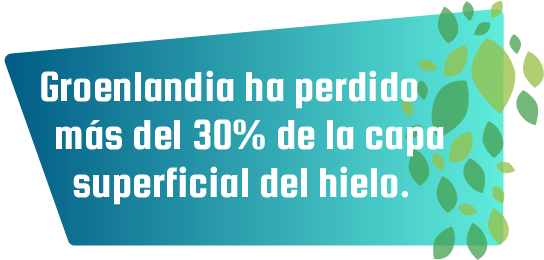 Groenlandia ha perdido
más del 30% de la capa
superficial del hielo.